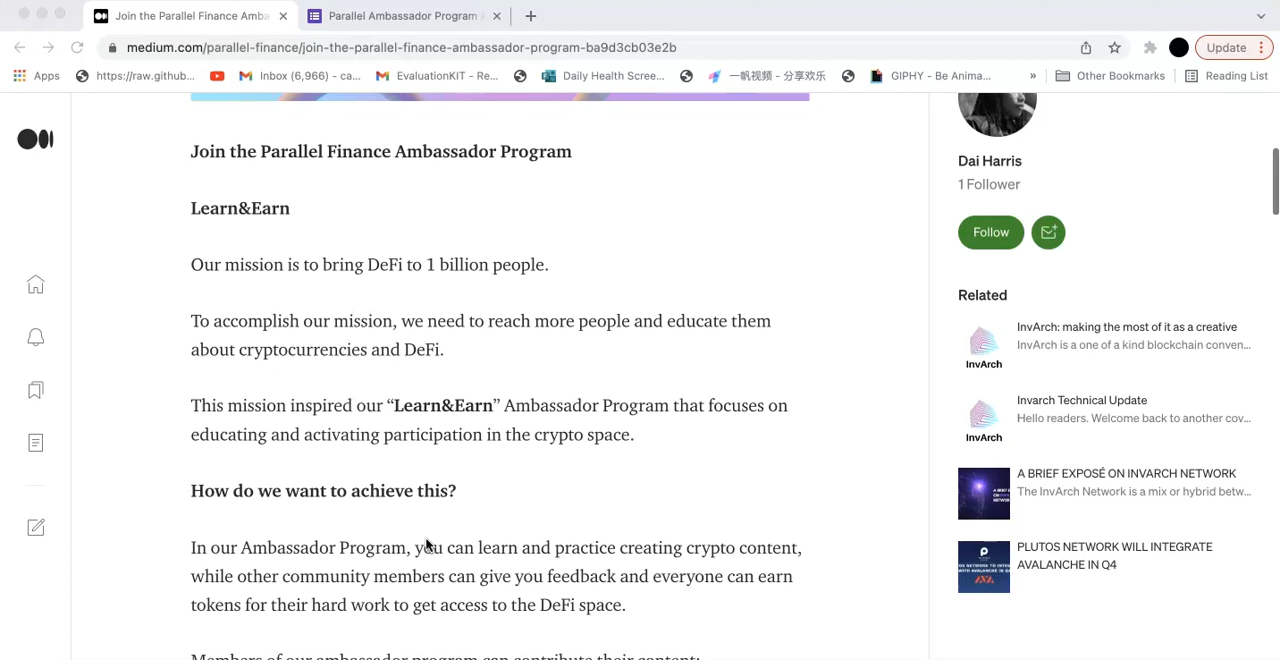 Join the Parallel Finance Amba
Parallel Ambassador Program A
medium.com/parallel-finance/join-the-parallel-finance-ambassador-program-ba9d3cb03e2b
Update
Apps
https://raw.github...
Inbox (6,966) - ca...
EvaluationKIT - Re...
Daily Health Scree...
一帆视频 - 分享欢乐
GIPHY - Be Anima...
»
Other Bookmarks
Reading List
Join the Parallel Finance Ambassador Program
Learn&Earn
Our mission is to bring DeFi to 1 billion people.
To accomplish our mission, we need to reach more people and educate them
about cryptocurrencies and DeFi.
This mission inspired our “Learn&Earn” Ambassador Program that focuses on
educating and activating participation in the crypto space.
How do we want to achieve this?
In our Ambassador Program, you can learn and practice creating crypto content,
while other community members can give you feedback and everyone can earn
tokens for their hard work to get access to the DeFi space.
Members of our ambassador program can contribute their content:
Dai Harris
1 Follower
Follow
Related
InvArch: making the most of it as a creative
InvArch is a one of a kind blockchain conven...
InvArch
Invarch Technical Update
Hello readers. Welcome back to another cov...
InvArch
A BRIEF EXPOSÉ ON INVARCH NETWORK
The InvArch Network is a mix or hybrid betw...
PLUTOS NETWORK WILL INTEGRATE
AVALANCHE IN Q4